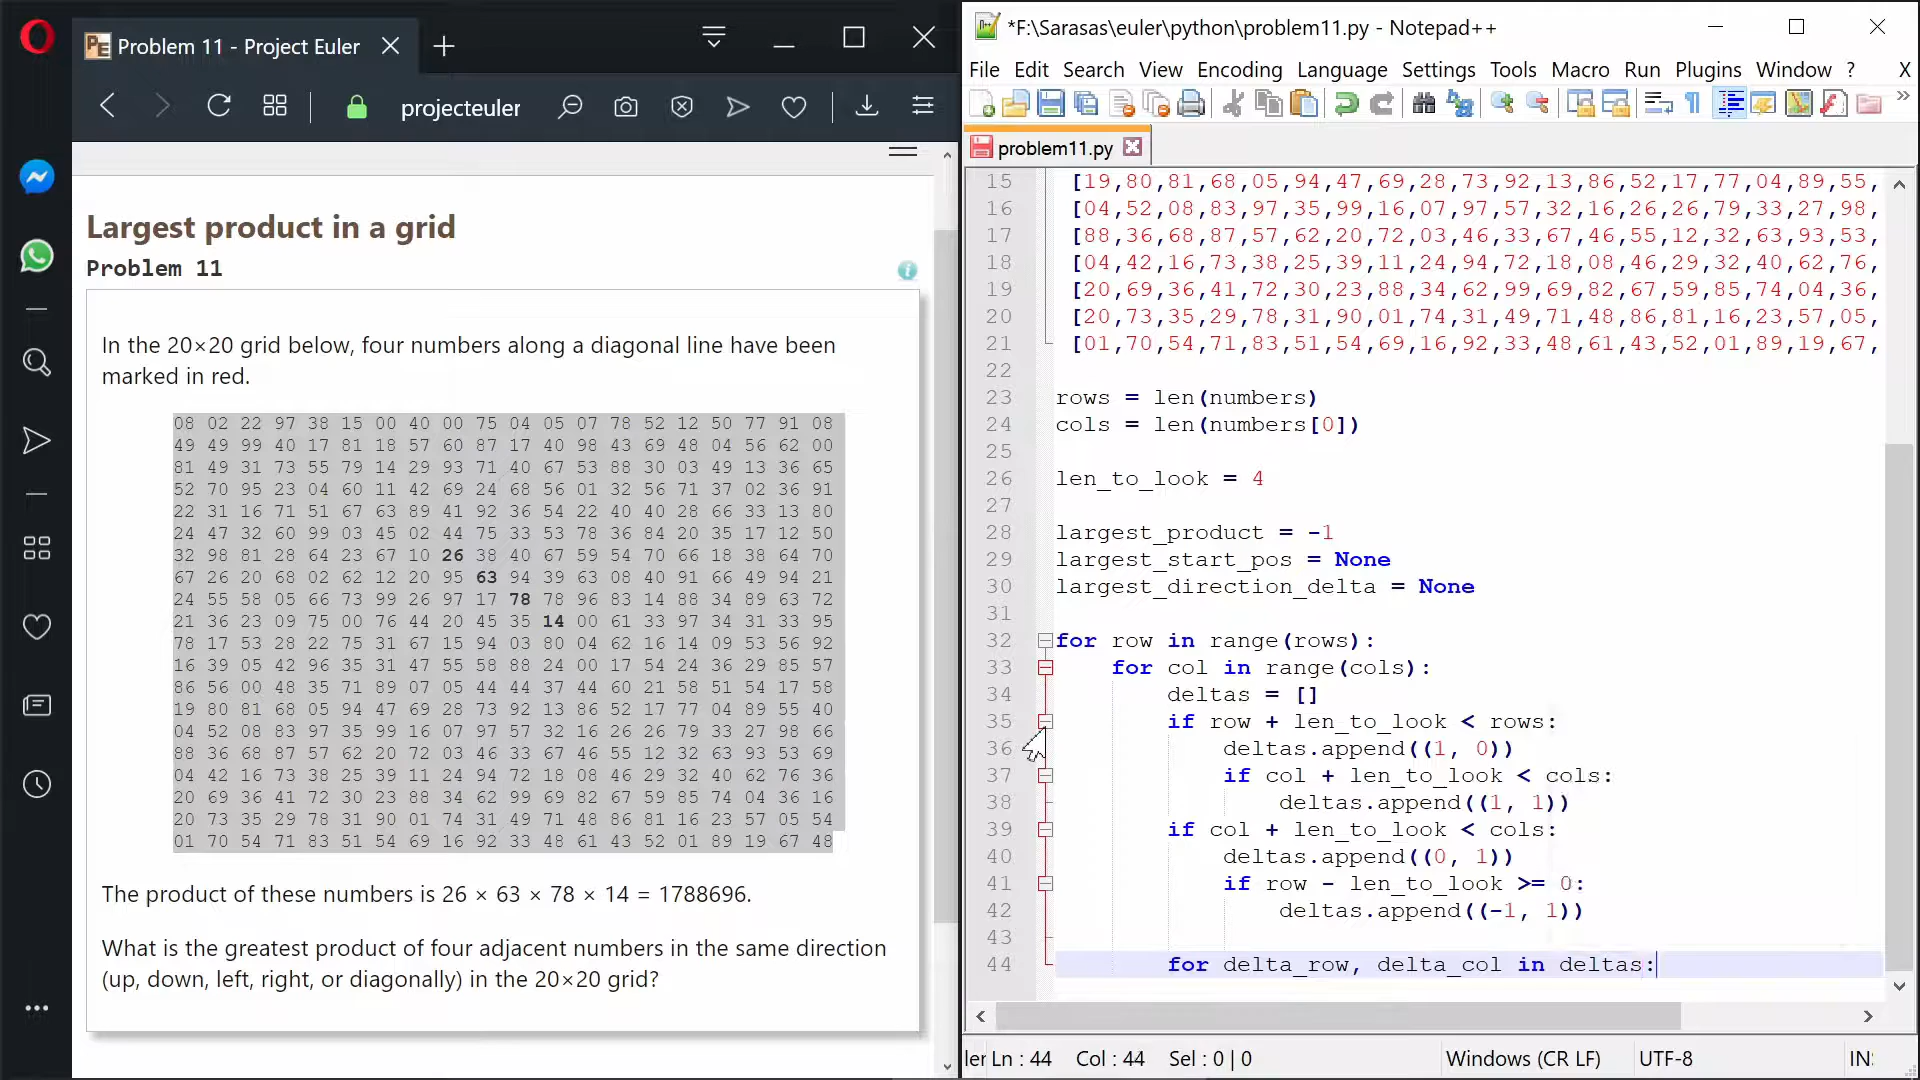 Problem 11 - Project Euler
projecteuler
Largest product in a grid
Problem 11
In the 20×20 grid below, four numbers along a diagonal line have been
marked in red.
08 02 22 97 38 15 00 40 00 75 04 05 07 78 52 12 50 77 91 08
49 49 99 40 17 81 18 57 60 87 17 40 98 43 69 48 04 56 62 00
81 49 31 73 55 79 14 29 93 71 40 67 53 88 30 03 49 13 36 65
52 70 95 23 04 60 11 42 69 24 68 56 01 32 56 71 37 02 36 91
22 31 16 71 51 67 63 89 41 92 36 54 22 40 40 28 66 33 13 80
24 47 32 60 99 03 45 02 44 75 33 53 78 36 84 20 35 17 12 50
32 98 81 28 64 23 67 10 26 38 40 67 59 54 70 66 18 38 64 70
67 26 20 68 02 62 12 20 95 63 94 39 63 08 40 91 66 49 94 21
24 55 58 05 66 73 99 26 97 17 78 78 96 83 14 88 34 89 63 72
21 36 23 09 75 00 76 44 20 45 35 14 00 61 33 97 34 31 33 95
78 17 53 28 22 75 31 67 15 94 03 80 04 62 16 14 09 53 56 92
16 39 05 42 96 35 31 47 55 58 88 24 00 17 54 24 36 29 85 57
86 56 00 48 35 71 89 07 05 44 44 37 44 60 21 58 51 54 17 58
19 80 81 68 05 94 47 69 28 73 92 13 86 52 17 77 04 89 55 40
04 52 08 83 97 35 99 16 07 97 57 32 16 26 26 79 33 27 98 66
88 36 68 87 57 62 20 72 03 46 33 67 46 55 12 32 63 93 53 69
04 42 16 73 38 25 39 11 24 94 72 18 08 46 29 32 40 62 76 36
20 69 36 41 72 30 23 88 34 62 99 69 82 67 59 85 74 04 36 16
20 73 35 29 78 31 90 01 74 31 49 71 48 86 81 16 23 57 05 54
01 70 54 71 83 51 54 69 16 92 33 48 61 43 52 01 89 19 67 48
The product of these numbers is 26 × 63 × 78 × 14 = 1788696.
What is the greatest product of four adjacent numbers in the same direction
(up, down, left, right, or diagonally) in the 20×20 grid?
*F:\Sarasas\euler\python\problem11.py - Notepad++
File Edit Search View Encoding Language Settings Tools Macro Run Plugins Window ? X
problem11.py
15 [19,80,81,68,05,94,47,69,28,73,92,13,86,52,17,77,04,89,55,
16 [04,52,08,83,97,35,99,16,07,97,57,32,16,26,26,79,33,27,98,
17 [88,36,68,87,57,62,20,72,03,46,33,67,46,55,12,32,63,93,53,
18 [04,42,16,73,38,25,39,11,24,94,72,18,08,46,29,32,40,62,76,
19 [20,69,36,41,72,30,23,88,34,62,99,69,82,67,59,85,74,04,36,
20 [20,73,35,29,78,31,90,01,74,31,49,71,48,86,81,16,23,57,05,
21 [01,70,54,71,83,51,54,69,16,92,33,48,61,43,52,01,89,19,67,
22
23 rows = len(numbers)
24 cols = len(numbers[0])
25
26 len_to_look = 4
27
28 largest_product = -1
29 largest_start_pos = None
30 largest_direction_delta = None
31
32 for row in range(rows):
33 for col in range(cols):
34 deltas = []
35 if row + len_to_look < rows:
36 deltas.append((1, 0))
37 if col + len_to_look < cols:
38 deltas.append((1, 1))
39 if col + len_to_look < cols:
40 deltas.append((0, 1))
41 if row - len_to_look >= 0:
42 deltas.append((-1, 1))
43
44 for delta_row, delta_col in deltas:
ler Ln : 44 Col : 44 Sel : 0 | 0 Windows (CR LF) UTF-8 IN